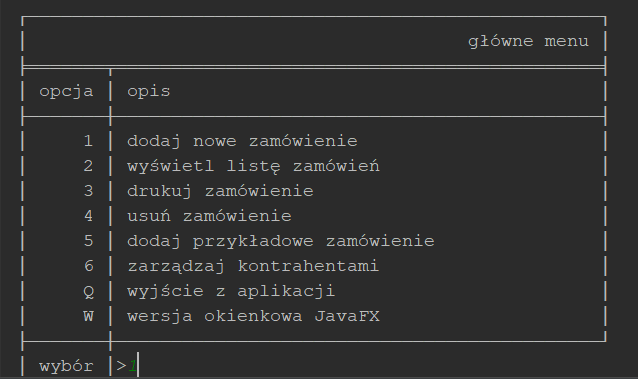 główne menu
opcja opis
1 dodaj nowe zamówienie
2 wyświetl listę zamówień
3 drukuj zamówienie
4 usuń zamówienie
5 dodaj przykładowe zamówienie
6 zarządzaj kontrahentami
Q wyjście z aplikacji
W wersja okienkowa JavaFX
wybór >1